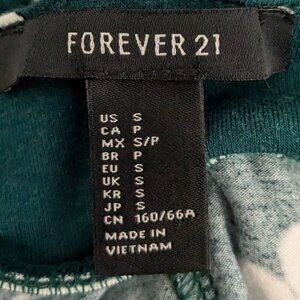 FOREVER 21
US S
CA P
MX S/P
BR P
EU S
UK S
KR S
JP S
CN 160/66A
MADE IN
VIETNAM